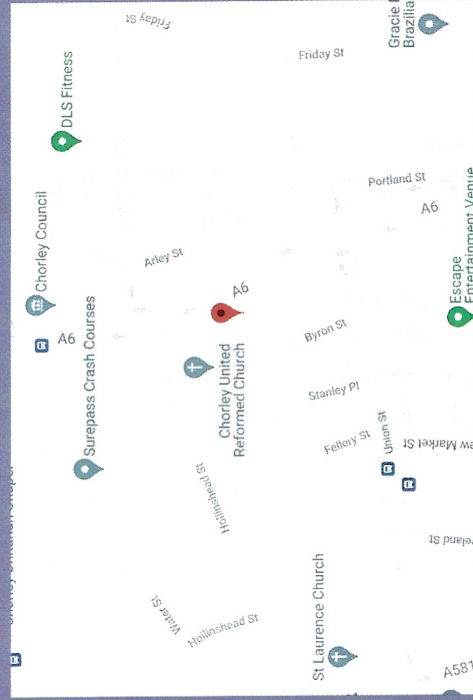 Friday St
Friday St
Gracie
Brazilia
DLS Fitness
Chorley Council
Portland St
A6
Arley St
A6
Escape
Entertainment Venue
A6
Surepass Crash Courses
Byron St
Chorley United
Reformed Church
Stanley Pl
Fellery St
Union St
New Market St
Hollinshead St
Water St
Hollinshead St
St Laurence Church
A581